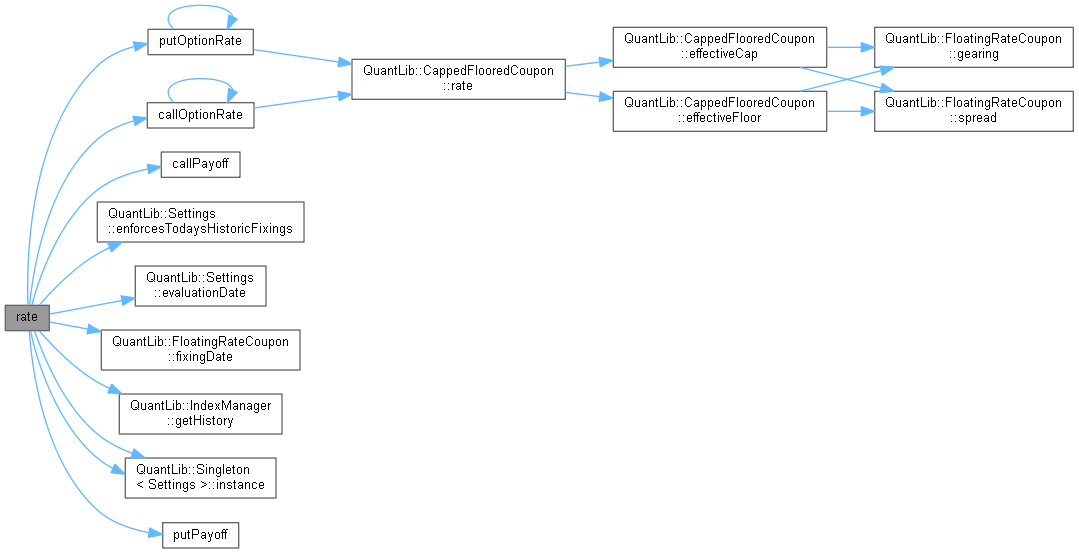 putOptionRate
callOptionRate
callPayoff
QuantLib::Settings
::enforcesTodaysHistoricFixings
QuantLib::Settings
::evaluationDate
rate
QuantLib::FloatingRateCoupon
::fixingDate
QuantLib::IndexManager
::getHistory
QuantLib::Singleton
< Settings >::instance
putPayoff
QuantLib::CappedFlooredCoupon
::rate
QuantLib::CappedFlooredCoupon
::effectiveCap
QuantLib::CappedFlooredCoupon
::effectiveFloor
QuantLib::FloatingRateCoupon
::gearing
QuantLib::FloatingRateCoupon
::spread